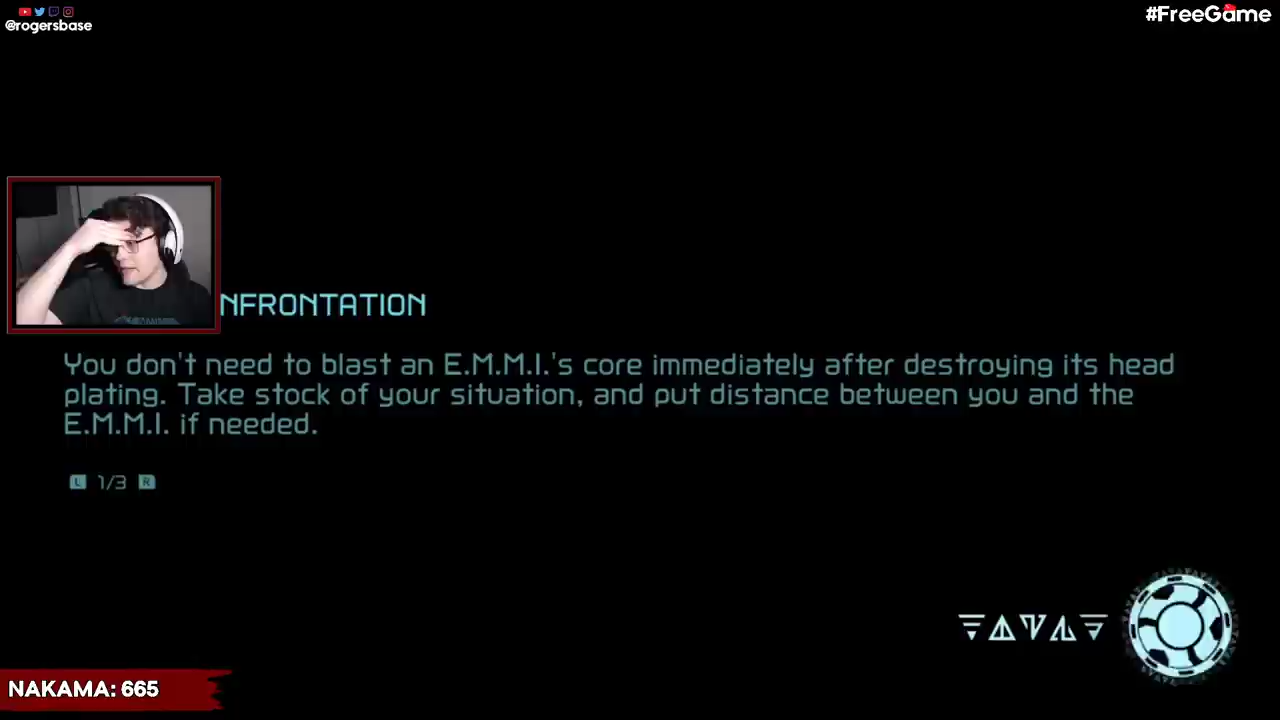 @rogersbase
#FreeGame
NFRONTATION
You don't need to blast an E.M.M.I.'s core immediately after destroying its head
plating. Take stock of your situation, and put distance between you and the
E.M.M.I. if needed.
L 1/3 R
NAKAMA: 665